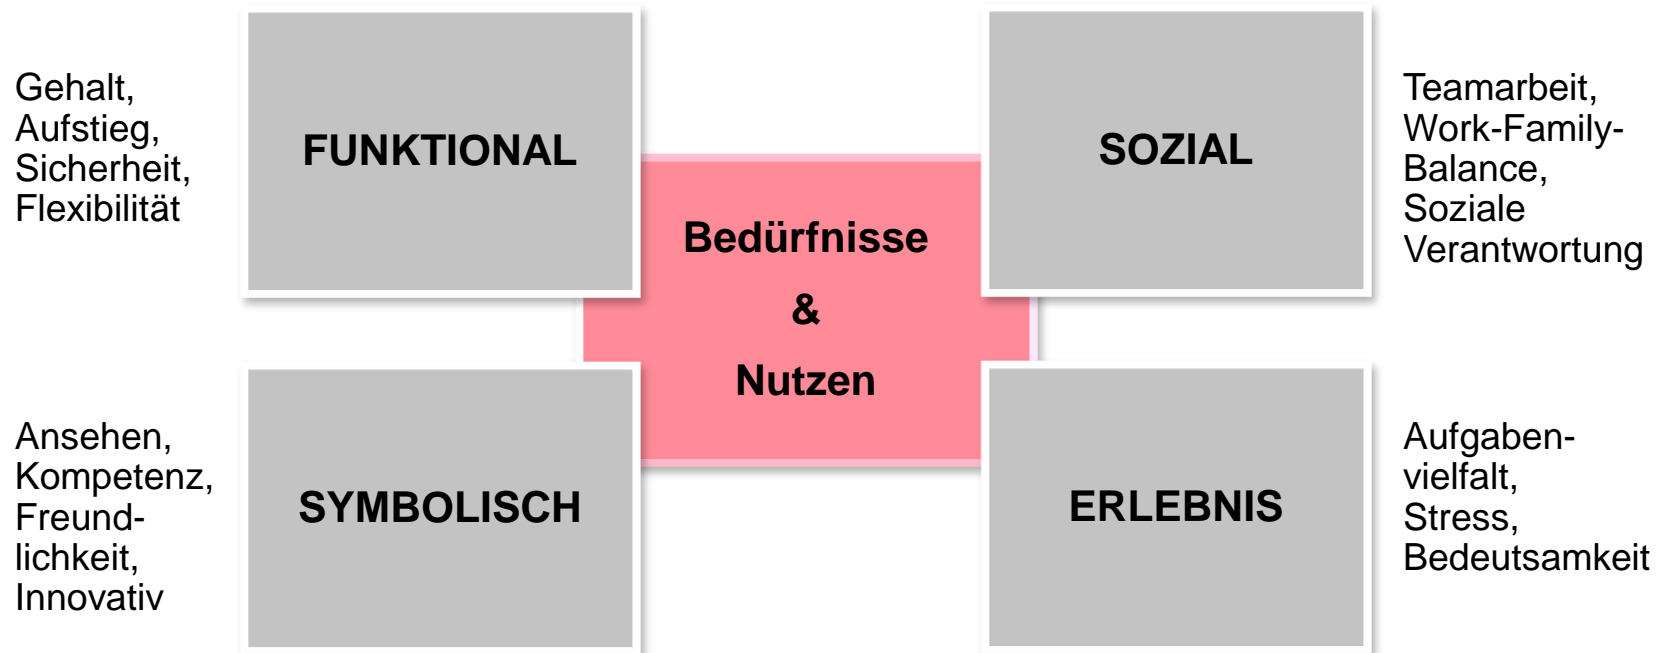 Gehalt,
Aufstieg,
Sicherheit,
Flexibilität
FUNKTIONAL
Bedürfnisse
&
Nutzen
SOZIAL
Teamarbeit,
Work-Family-
Balance,
Soziale
Verantwortung
Ansehen,
Kompetenz,
Freund-
lichkeit,
Innovativ
SYMBOLISCH
ERLEBNIS
Aufgaben-
vielfalt,
Stress,
Bedeutsamkeit